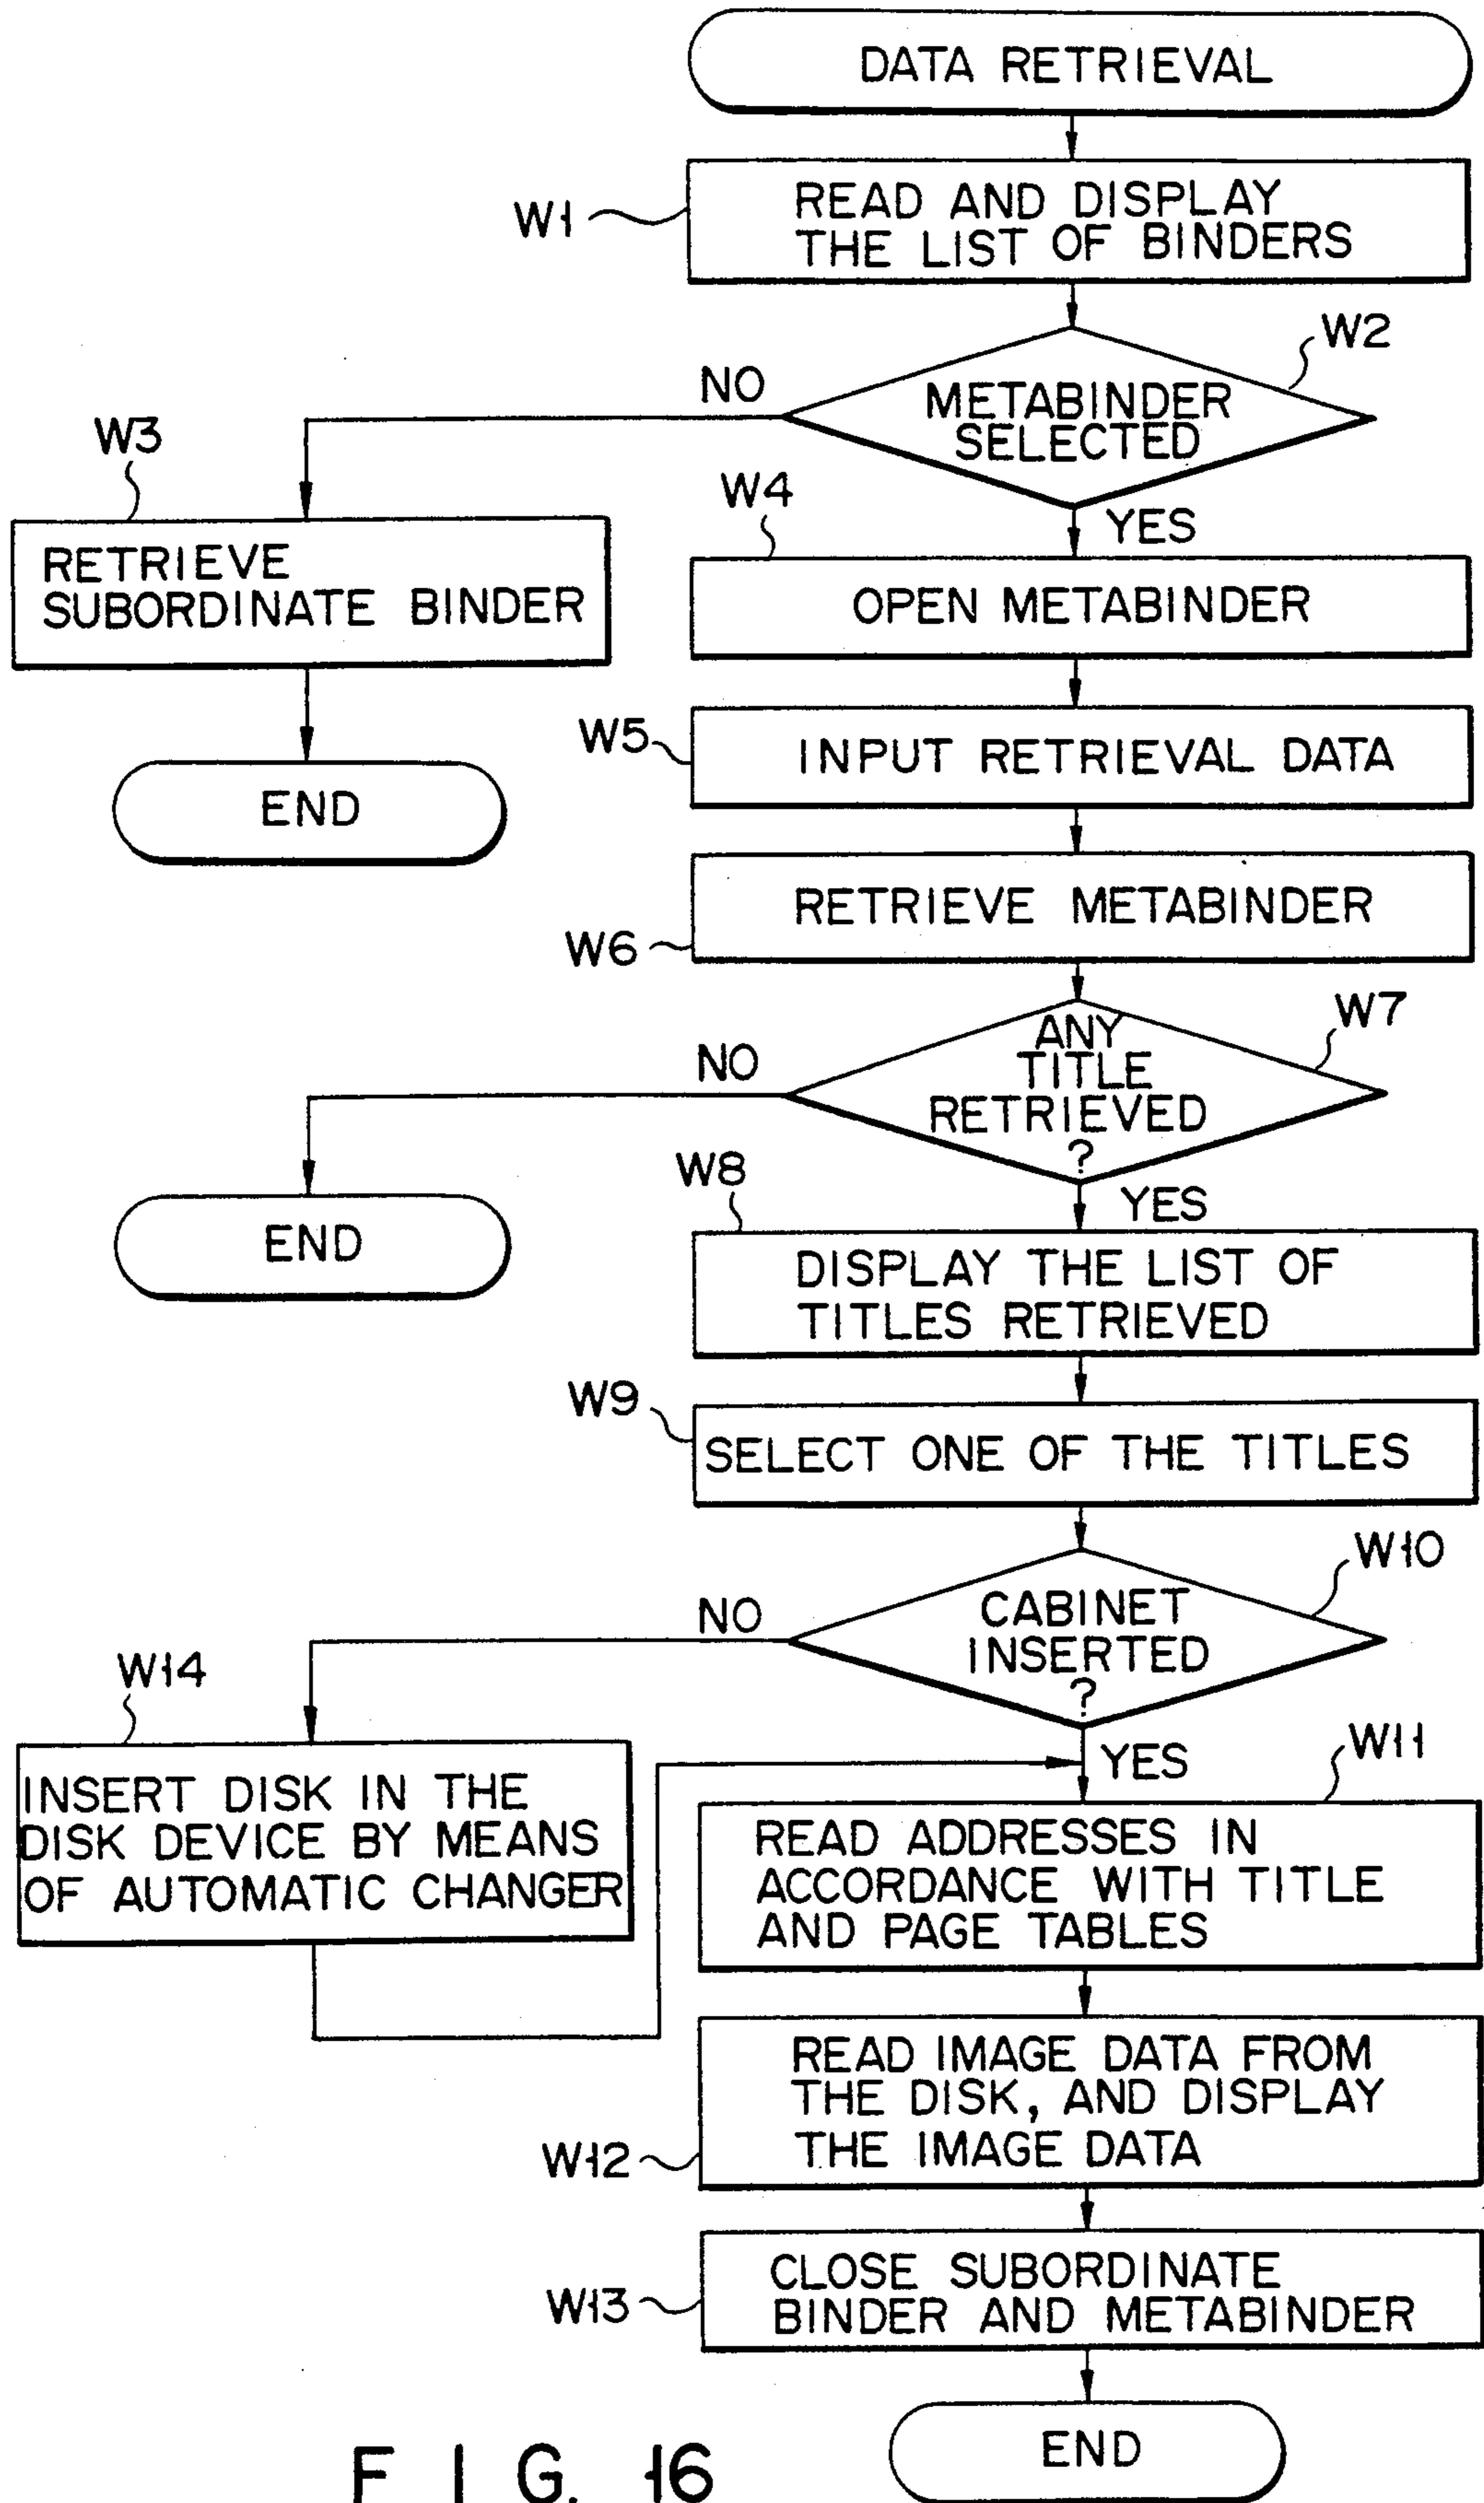 DATA RETRIEVAL
W1
READ AND DISPLAY
THE LIST OF BINDERS
W2
METABINDER
SELECTED
NO
YES
W3
RETRIEVE
SUBORDINATE BINDER
END
W4
OPEN METABINDER
W5
INPUT RETRIEVAL DATA
W6
RETRIEVE METABINDER
W7
ANY
TITLE
RETRIEVED
?
NO
YES
END
W8
DISPLAY THE LIST OF
TITLES RETRIEVED
W9
SELECT ONE OF THE TITLES
W10
CABINET
INSERTED
?
NO
YES
W14
INSERT DISK IN THE
DISK DEVICE BY MEANS
OF AUTOMATIC CHANGER
W11
READ ADDRESSES IN
ACCORDANCE WITH TITLE
AND PAGE TABLES
W12
READ IMAGE DATA FROM
THE DISK, AND DISPLAY
THE IMAGE DATA
W13
CLOSE SUBORDINATE
BINDER AND METABINDER
END
FIG. 16